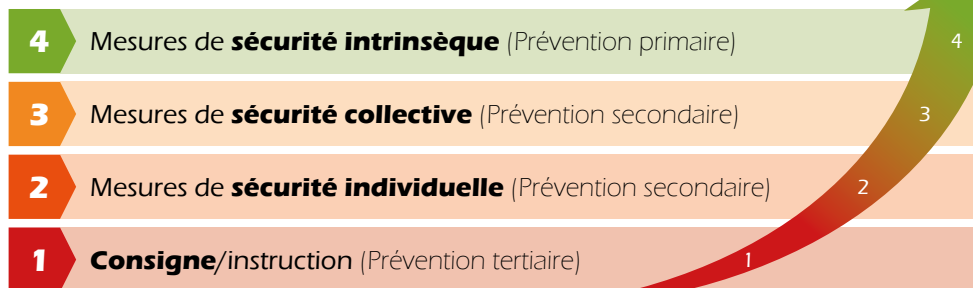 4 Mesures de sécurité intrinsèque (Prévention primaire) 4
3 Mesures de sécurité collective (Prévention secondaire) 3
2 Mesures de sécurité individuelle (Prévention secondaire) 2
1 Consigne/instruction (Prévention tertiaire) 1